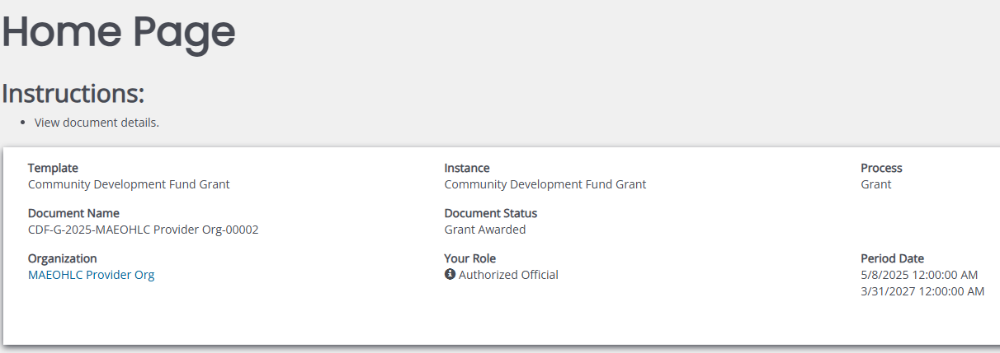 Home Page
Instructions:
View document details.
Template
Community Development Fund Grant
Instance
Community Development Fund Grant
Process
Grant
Document Name
CDF-G-2025-MAEOHLC Provider Org-00002
Document Status
Grant Awarded
Organization
MAEOHLC Provider Org
Your Role
Authorized Official
Period Date
5/8/2025 12:00:00 AM
3/31/2027 12:00:00 AM